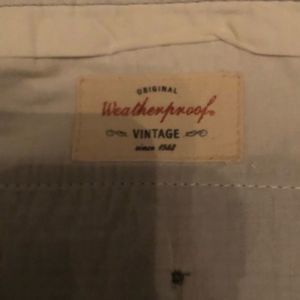 ORIGINAL
Weatherproof
VINTAGE
since 1948